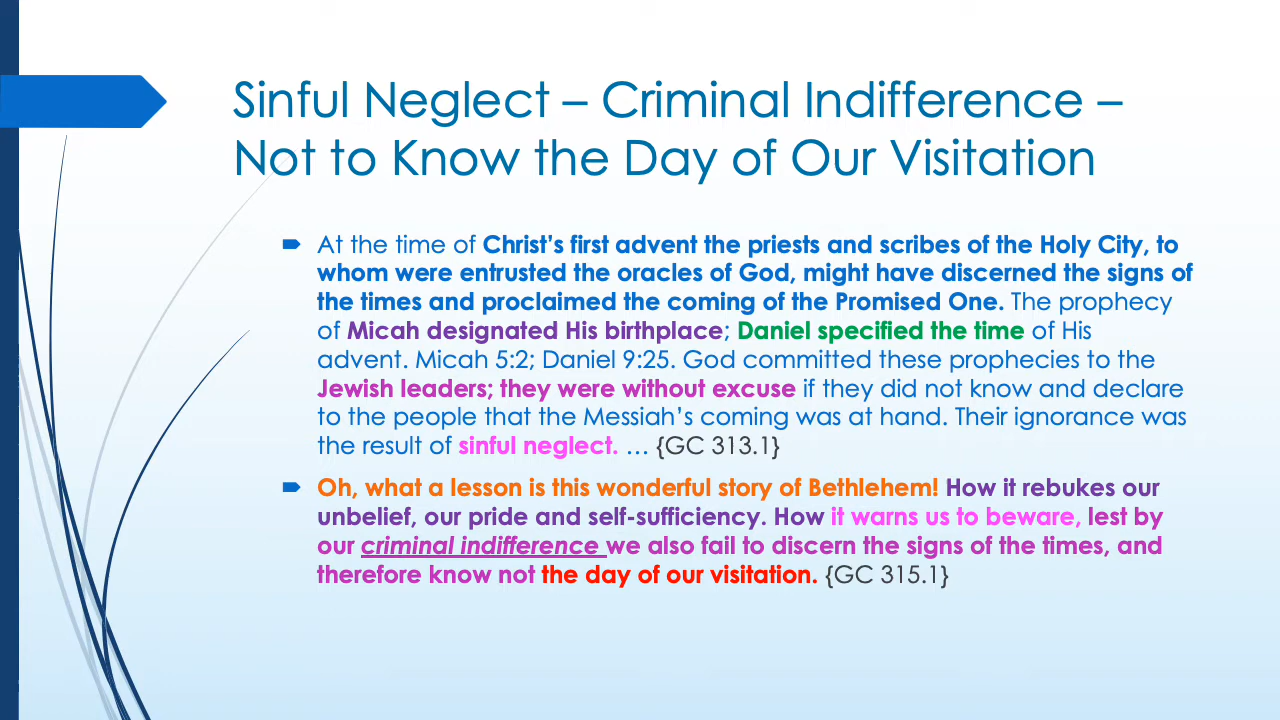 Sinful Neglect – Criminal Indifference –
Not to Know the Day of Our Visitation
At the time of Christ’s first advent the priests and scribes of the Holy City, to
whom were entrusted the oracles of God, might have discerned the signs of
the times and proclaimed the coming of the Promised One. The prophecy
of Micah designated His birthplace; Daniel specified the time of His
advent. Micah 5:2; Daniel 9:25. God committed these prophecies to the
Jewish leaders; they were without excuse if they did not know and declare
to the people that the Messiah’s coming was at hand. Their ignorance was
the result of sinful neglect. … {GC 313.1}
Oh, what a lesson is this wonderful story of Bethlehem! How it rebukes our
unbelief, our pride and self-sufficiency. How it warns us to beware, lest by
our criminal indifference we also fail to discern the signs of the times, and
therefore know not the day of our visitation. {GC 315.1}